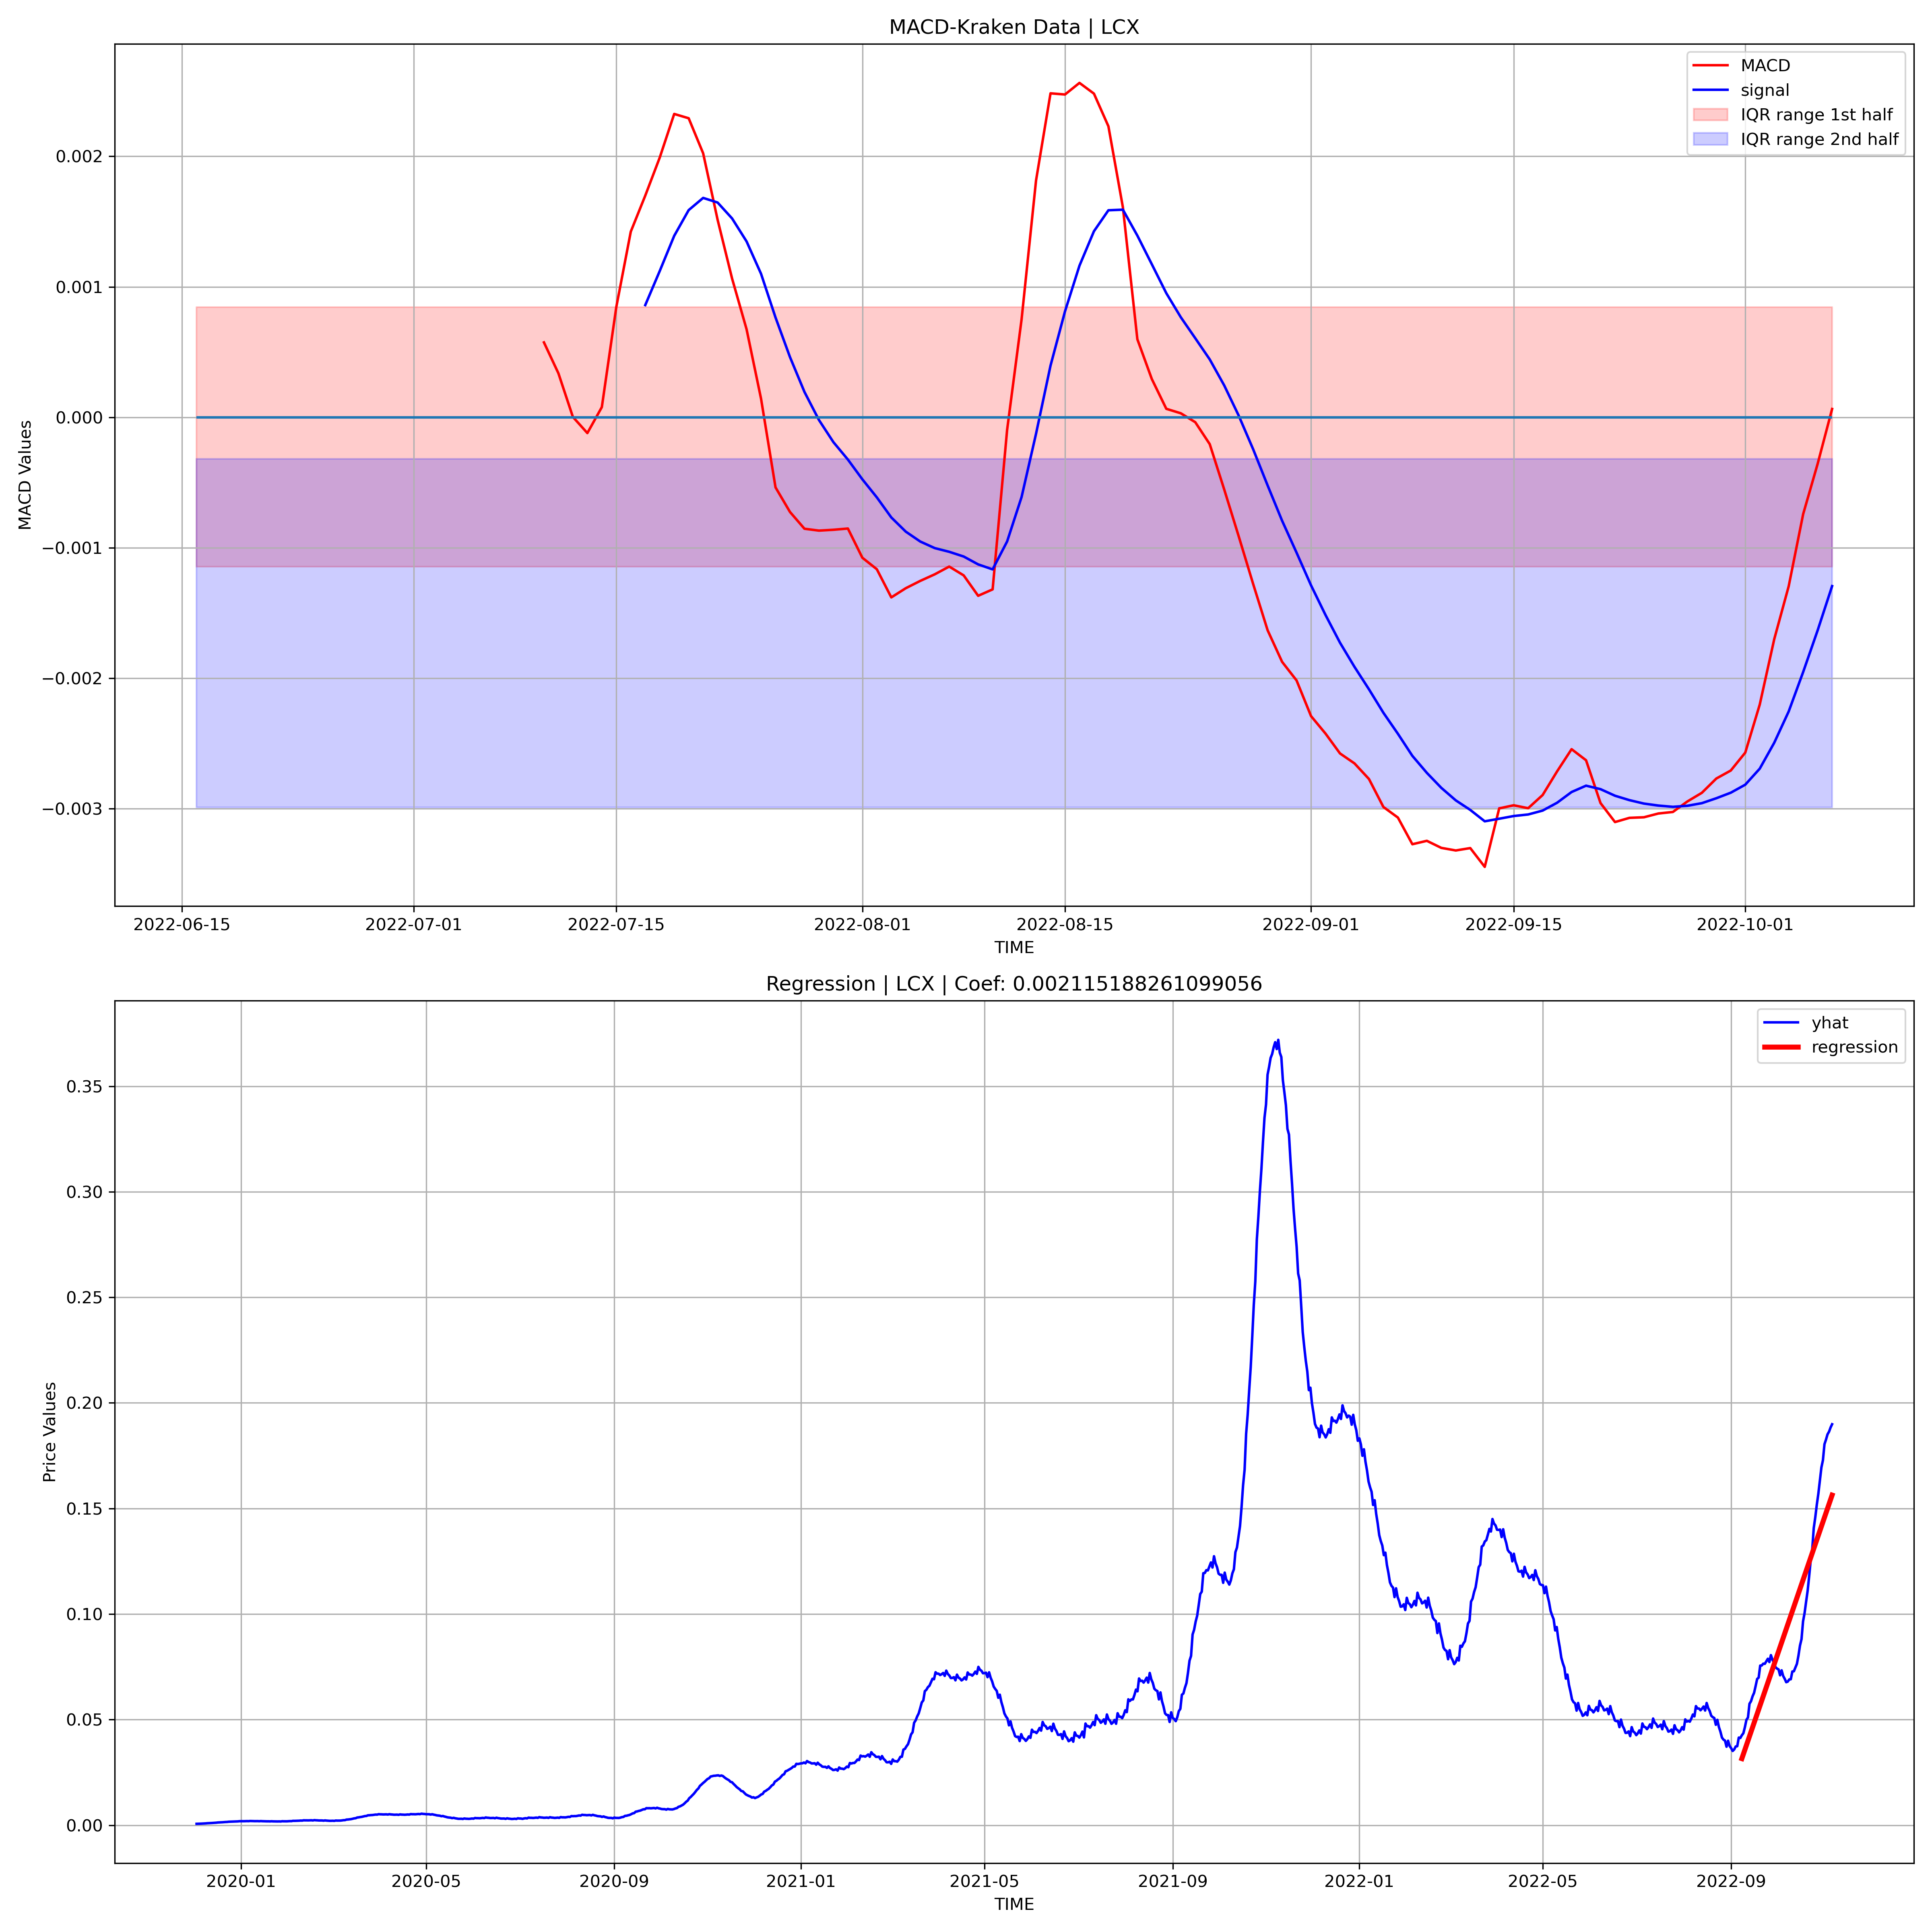 MACD-Kraken Data | LCX
MACD
signal
IQR range 1st half
IQR range 2nd half
MACD Values
0.002
0.001
0.000
−0.001
−0.002
−0.003
2022-06-15 2022-07-01 2022-07-15 2022-08-01 2022-08-15 2022-09-01 2022-09-15 2022-10-01
TIME
Regression | LCX | Coef: 0.002115188261099056
yhat
regression
Price Values
0.35
0.30
0.25
0.20
0.15
0.10
0.05
0.00
2020-01 2020-05 2020-09 2021-01 2021-05 2021-09 2022-01 2022-05 2022-09
TIME